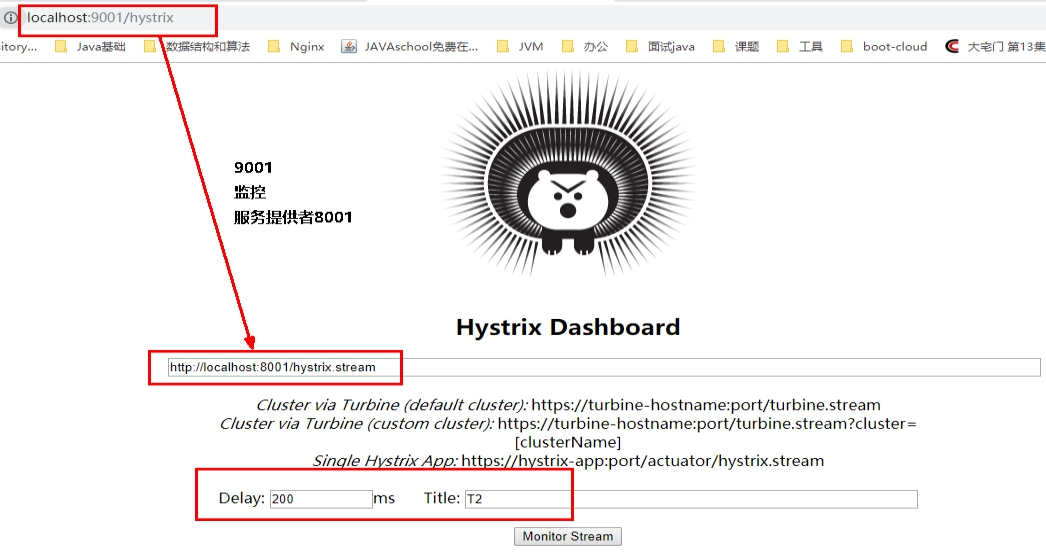 localhost:9001/hystrix
itory... Java基础 数据结构和算法 Nginx JAVAschool免费在... JVM 办公 面试java 课题 工具 boot-cloud 大宅门 第13集
9001
监控
服务提供者8001
Hystrix Dashboard
http://localhost:8001/hystrix.stream
Cluster via Turbine (default cluster): https://turbine-hostname:port/turbine.stream
Cluster via Turbine (custom cluster): https://turbine-hostname:port/turbine.stream?cluster=
[clusterName]
Single Hystrix App: https://hystrix-app:port/actuator/hystrix.stream
Delay: 200 ms Title: T2
Monitor Stream